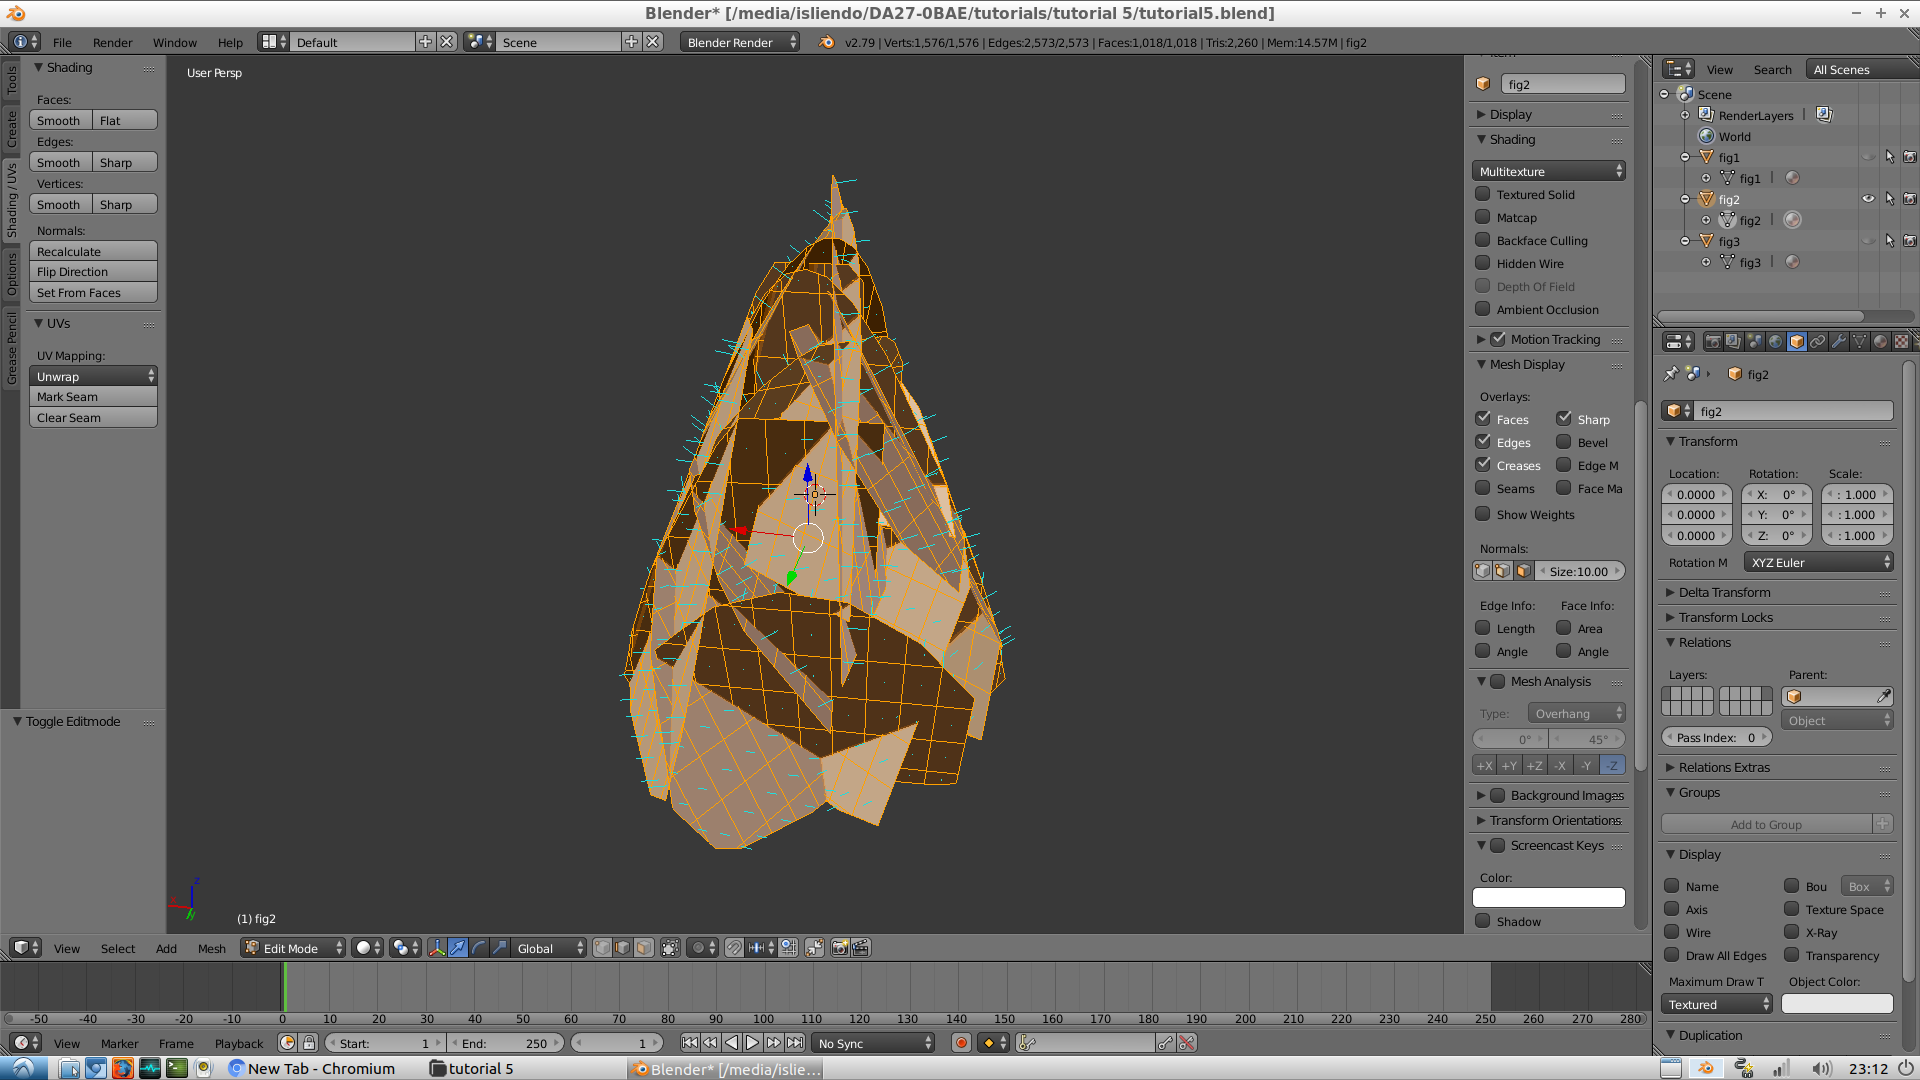 Blender* [/media/isliendo/DA27-0BAE/tutorials/tutorial 5/tutorial5.blend]
File Render Window Help Default Scene Blender Render v2.79 | Verts:1,576/1,576 | Edges:2,573/2,573 | Faces:1,018/1,018 | Tris:2,260 | Mem:14.57M | fig2
Tools
Create
Shading / UVs
Options
Grease Pencil
Shading
Faces:
Smooth Flat
Edges:
Smooth Sharp
Vertices:
Smooth Sharp
Normals:
Recalculate
Flip Direction
Set From Faces
UVs
UV Mapping:
Unwrap
Mark Seam
Clear Seam
Toggle Editmode
User Persp
z
x
y
(1) fig2
fig2
Display
Shading
Multitexture
Textured Solid
Matcap
Backface Culling
Hidden Wire
Depth Of Field
Ambient Occlusion
Motion Tracking
Mesh Display
Overlays:
Faces Sharp
Edges Bevel
Creases Edge M
Seams Face Ma
Show Weights
Normals:
Size:10.00
Edge Info: Face Info:
Length Area
Angle Angle
Mesh Analysis
Type: Overhang
0° 45°
+X +Y +Z -X -Y -Z
Background Images
Transform Orientations
Screencast Keys
Color:
Shadow
View Search All Scenes
Scene
RenderLayers |
World
fig1
fig1 |
fig2
fig2 |
fig3
fig3 |
fig2
fig2
Transform
Location: Rotation: Scale:
0.0000 X: 0° : 1.000
0.0000 Y: 0° : 1.000
0.0000 Z: 0° : 1.000
Rotation M XYZ Euler
Delta Transform
Transform Locks
Relations
Layers: Parent:
Object
Pass Index: 0
Relations Extras
Groups
Add to Group
Display
Name Bou Box
Axis Texture Space
Wire X-Ray
Draw All Edges Transparency
Maximum Draw T Object Color:
Textured
Duplication
View Select Add Mesh Edit Mode Global
-50 -40 -30 -20 -10 0 10 20 30 40 50 60 70 80 90 100 110 120 130 140 150 160 170 180 190 200 210 220 230 240 250 260 270 280
View Marker Frame Playback Start: 1 End: 250 1 No Sync
New Tab - Chromium tutorial 5 Blender* [/media/islie... 23:12